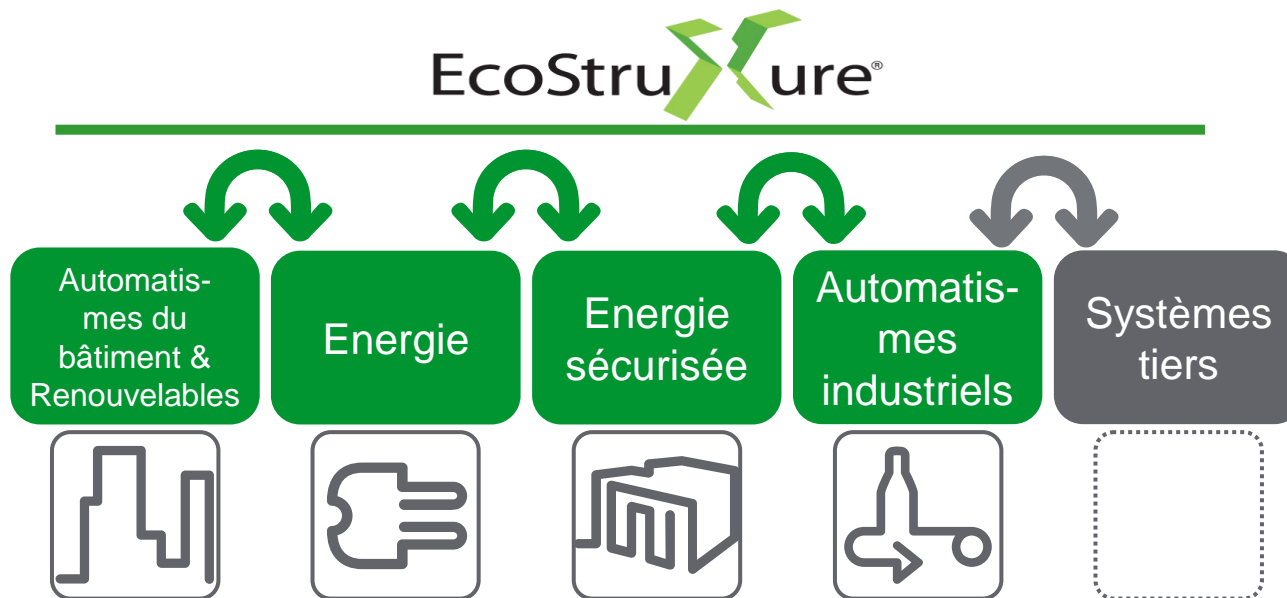 EcoStruXure®
Automatis-
mes du
bâtiment &
Renouvelables
Energie
Energie
sécurisée
Automatis-
mes
industriels
Systèmes
tiers